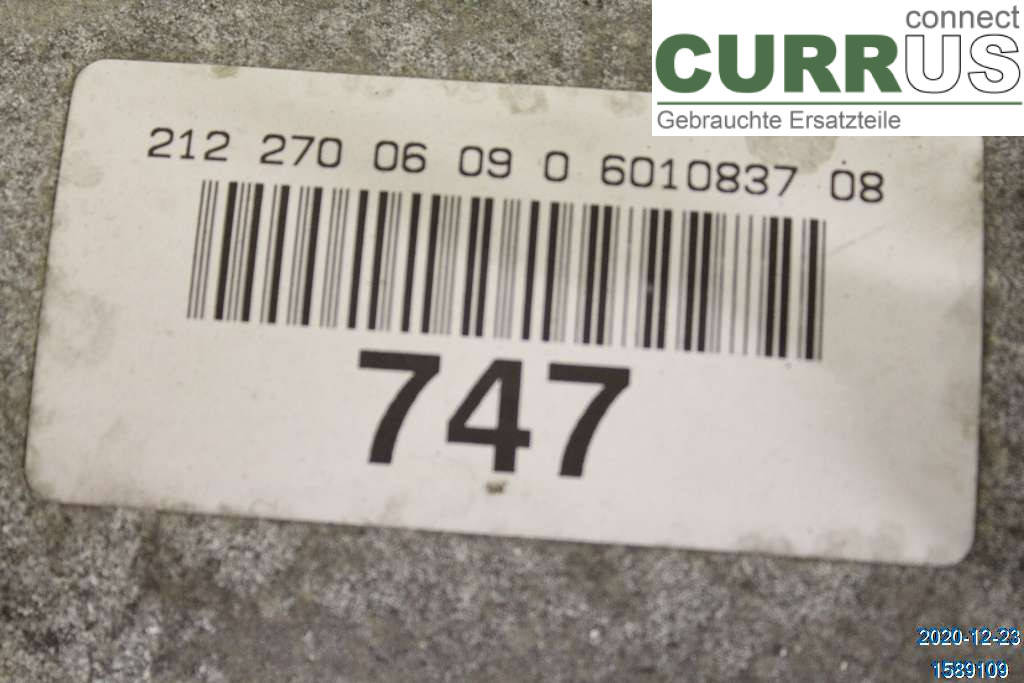 connect
CURRUS
Gebrauchte Ersatzteile
212 270 06 09 0 6010837 08
747
2020-12-23
1589109